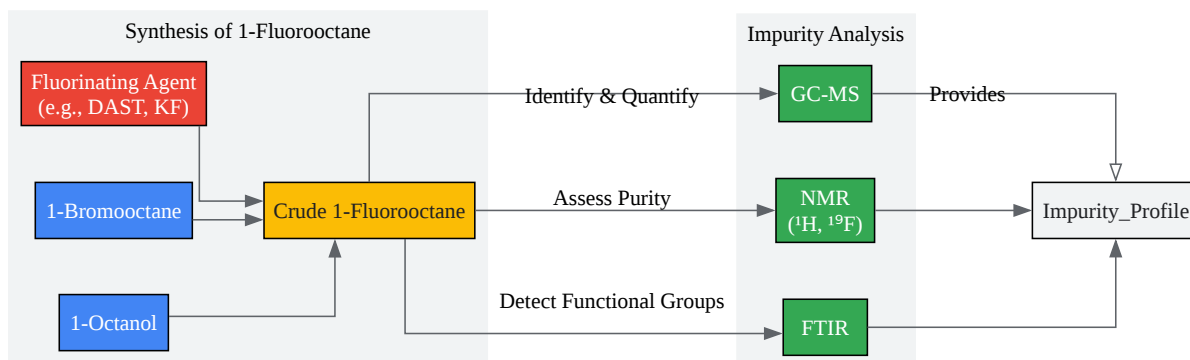 Synthesis of 1-Fluorooctane
Impurity Analysis
Fluorinating Agent
(e.g., DAST, KF)
Identify & Quantify
GC-MS
Provides
1-Bromooctane
Crude 1-Fluorooctane
Assess Purity
NMR
(¹H, ¹⁹F)
Impurity_Profile
1-Octanol
Detect Functional Groups
FTIR